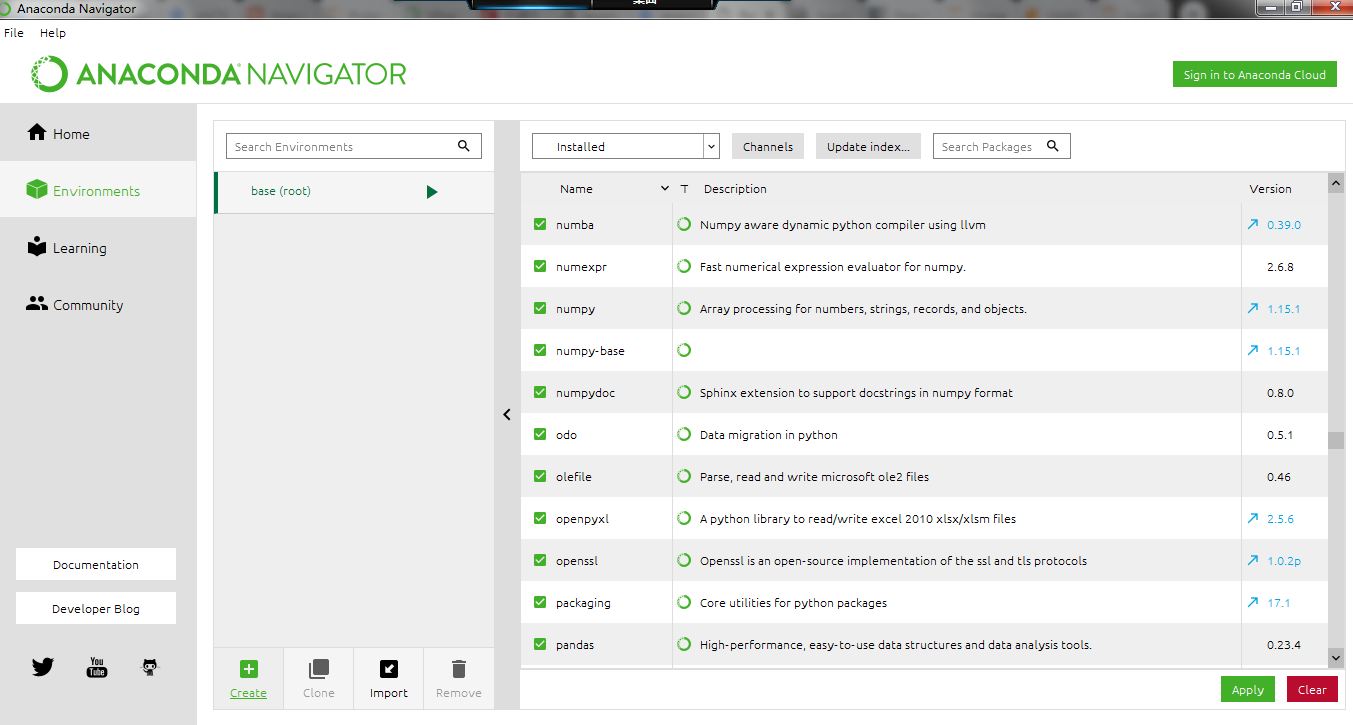 Anaconda Navigator
桌面
File Help
ANACONDA NAVIGATOR
Sign in to Anaconda Cloud
Home
Environments
Learning
Community
Documentation
Developer Blog
You
Tube
Search Environments
base (root)
Create Clone Import Remove
Installed Channels Update index... Search Packages
Name T Description Version
numba Numpy aware dynamic python compiler using llvm 0.39.0
numexpr Fast numerical expression evaluator for numpy. 2.6.8
numpy Array processing for numbers, strings, records, and objects. 1.15.1
numpy-base 1.15.1
numpydoc Sphinx extension to support docstrings in numpy format 0.8.0
odo Data migration in python 0.5.1
olefile Parse, read and write microsoft ole2 files 0.46
openpyxl A python library to read/write excel 2010 xlsx/xlsm files 2.5.6
openssl Openssl is an open-source implementation of the ssl and tls protocols 1.0.2p
packaging Core utilities for python packages 17.1
pandas High-performance, easy-to-use data structures and data analysis tools. 0.23.4
Apply Clear